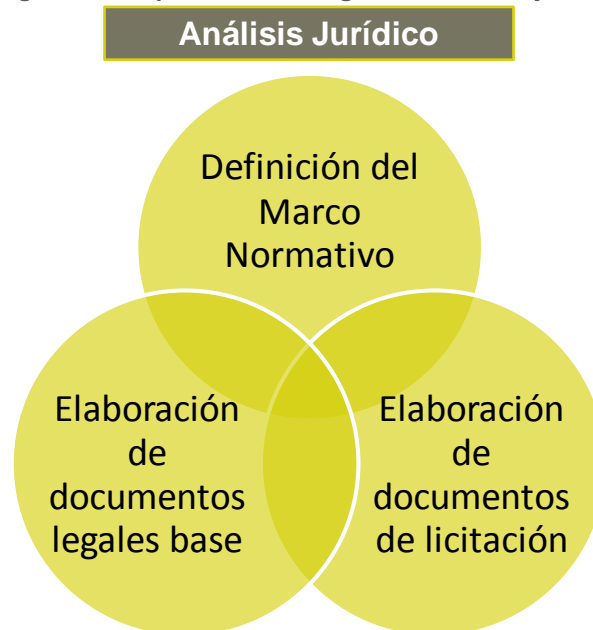 Análisis Jurídico
Definición del
Marco
Normativo
Elaboración
de
documentos
legales base
Elaboración
de
documentos
de licitación